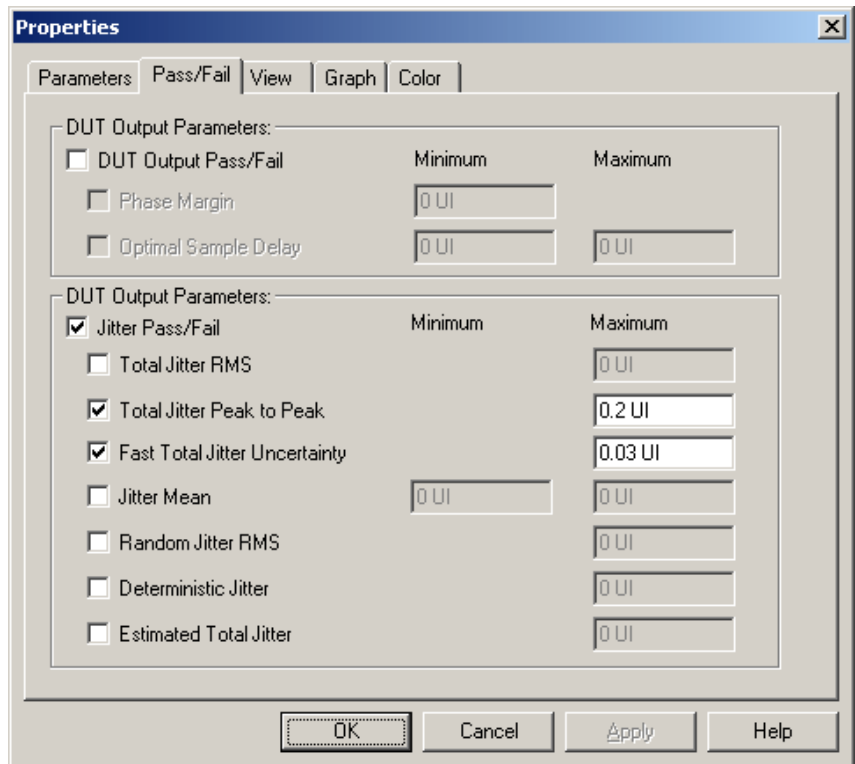 Properties
Parameters Pass/Fail View Graph Color
DUT Output Parameters:
DUT Output Pass/Fail Minimum Maximum
Phase Margin 0 UI
Optimal Sample Delay 0 UI 0 UI
DUT Output Parameters:
Jitter Pass/Fail Minimum Maximum
Total Jitter RMS 0 UI
Total Jitter Peak to Peak 0.2 UI
Fast Total Jitter Uncertainty 0.03 UI
Jitter Mean 0 UI 0 UI
Random Jitter RMS 0 UI
Deterministic Jitter 0 UI
Estimated Total Jitter 0 UI
OK Cancel Apply Help